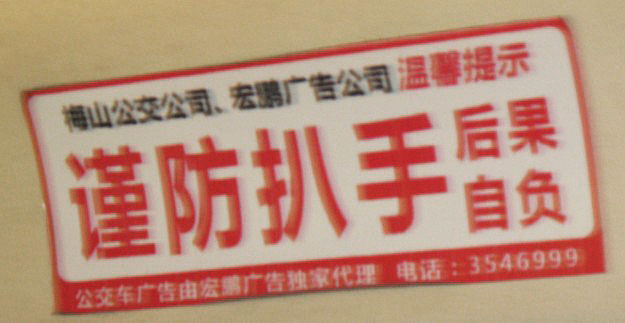 梅山公交公司、宏鹏广告公司温馨提示
谨防扒手
后果
自负
公交车广告由宏鹏广告独家代理 电话：3546999